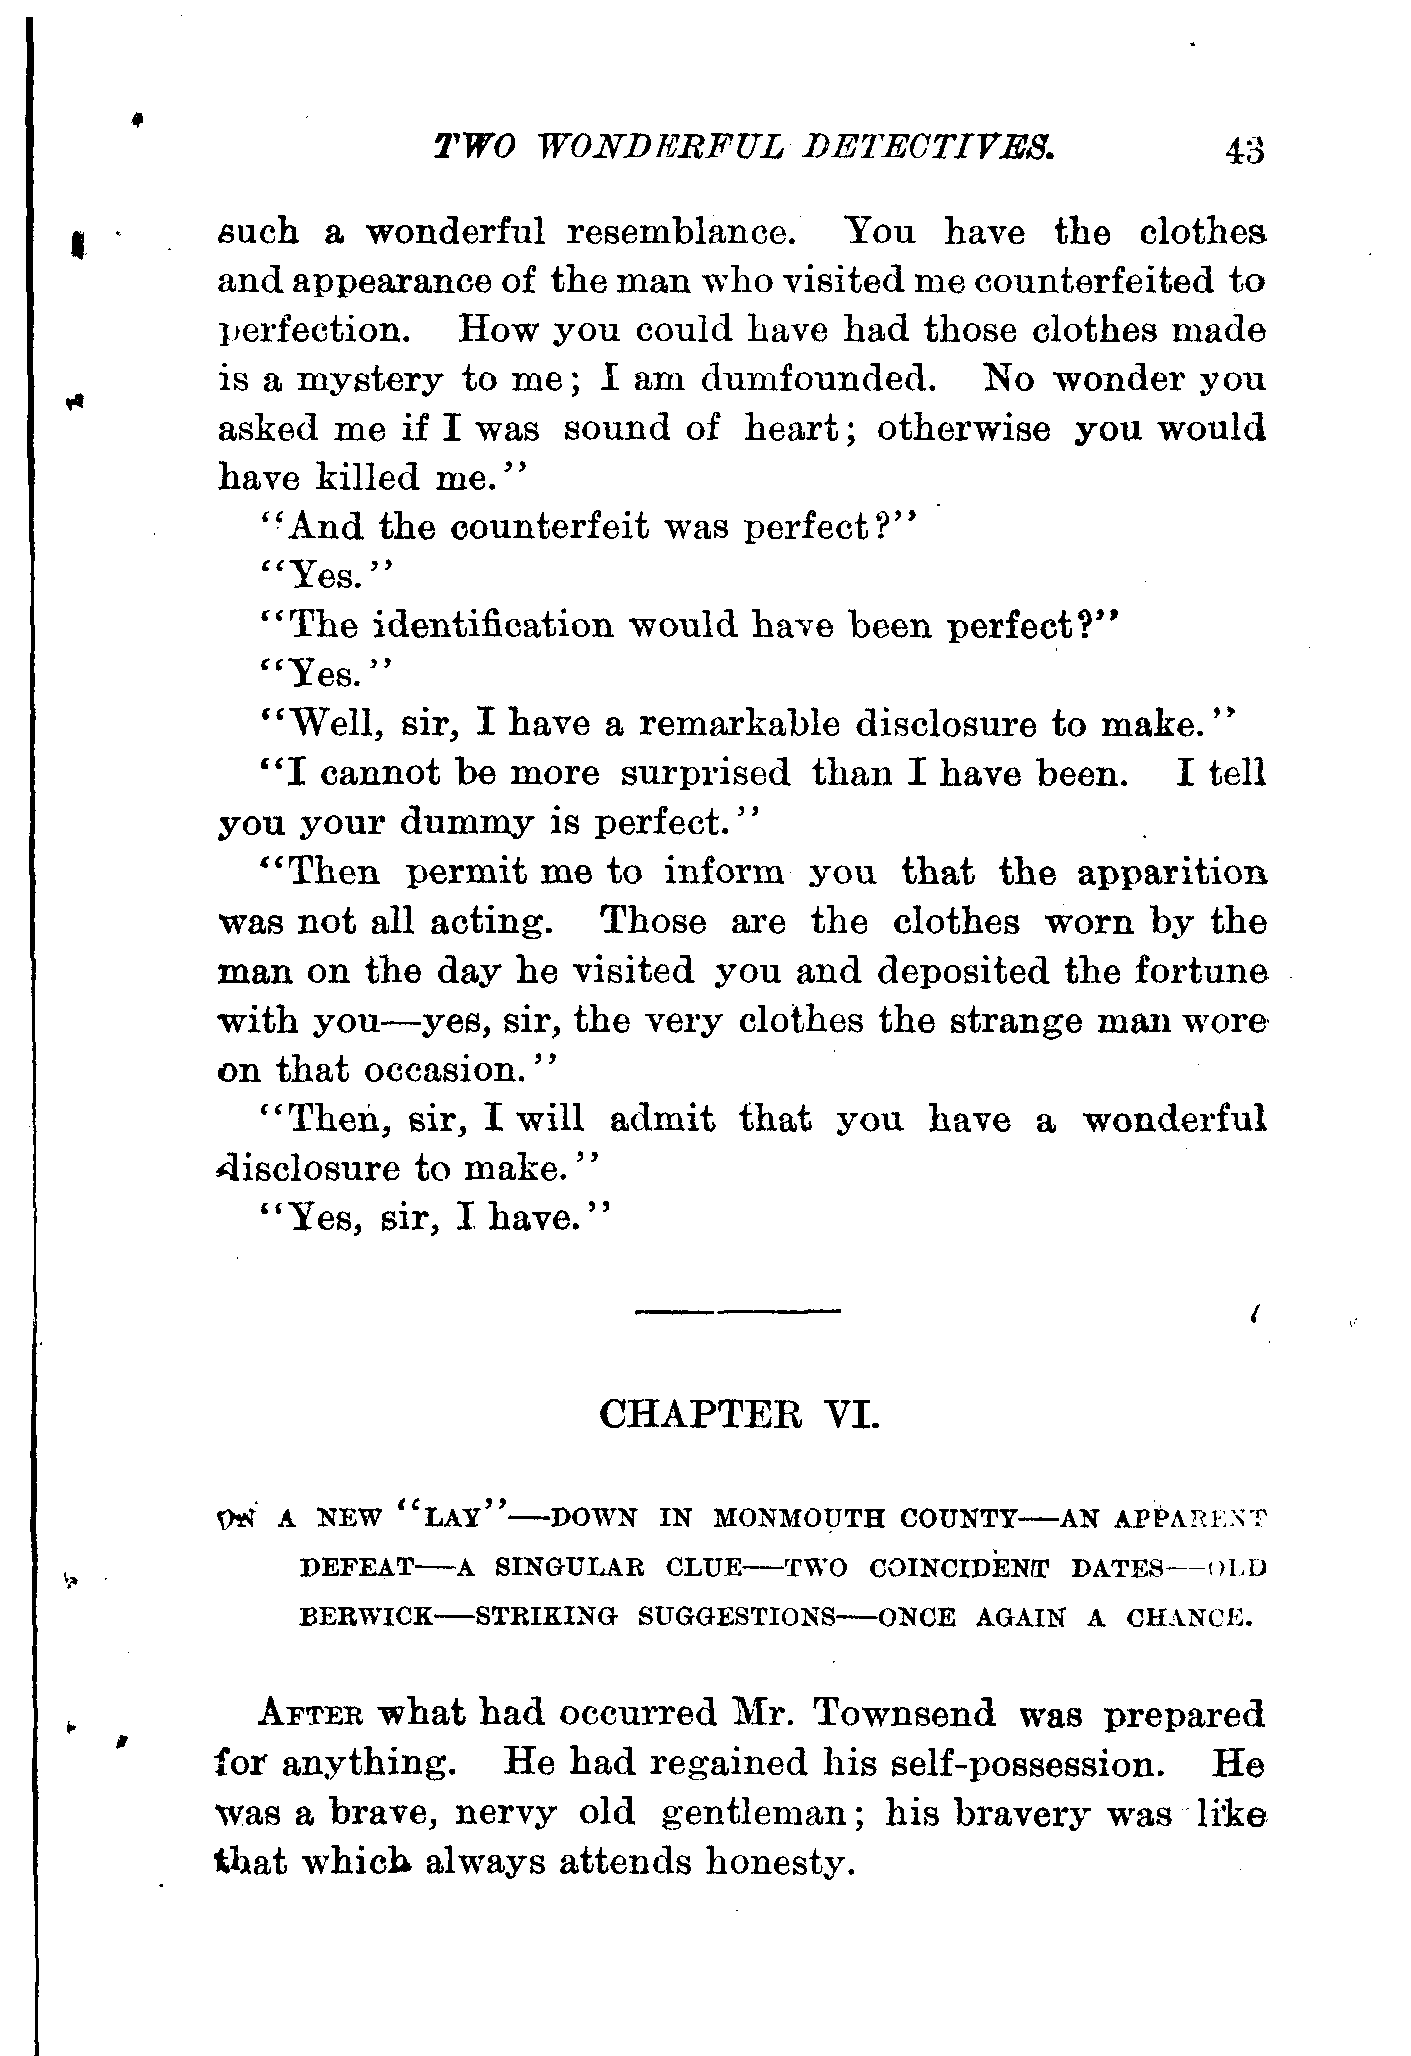 TWO WONDERFUL DETECTIVES. 43
such a wonderful resemblance. You have the clothes
and appearance of the man who visited me counterfeited to
perfection. How you could have had those clothes made
is a mystery to me; I am dumfounded. No wonder you
asked me if I was sound of heart; otherwise you would
have killed me."
"And the counterfeit was perfect?"
"Yes."
"The identification would have been perfect?"
"Yes."
"Well, sir, I have a remarkable disclosure to make."
"I cannot be more surprised than I have been. I tell
you your dummy is perfect."
"Then permit me to inform you that the apparition
was not all acting. Those are the clothes worn by the
man on the day he visited you and deposited the fortune
with you—yes, sir, the very clothes the strange man wore
on that occasion."
"Then, sir, I will admit that you have a wonderful
disclosure to make."
"Yes, sir, I have."
CHAPTER VI.
ON A NEW "LAY"—DOWN IN MONMOUTH COUNTY—AN APPARENT
DEFEAT—A SINGULAR CLUE—TWO COINCIDENT DATES—OLD
BERWICK—STRIKING SUGGESTIONS—ONCE AGAIN A CHANCE.
AFTER what had occurred Mr. Townsend was prepared
for anything. He had regained his self-possession. He
was a brave, nervy old gentleman; his bravery was like
that which always attends honesty.